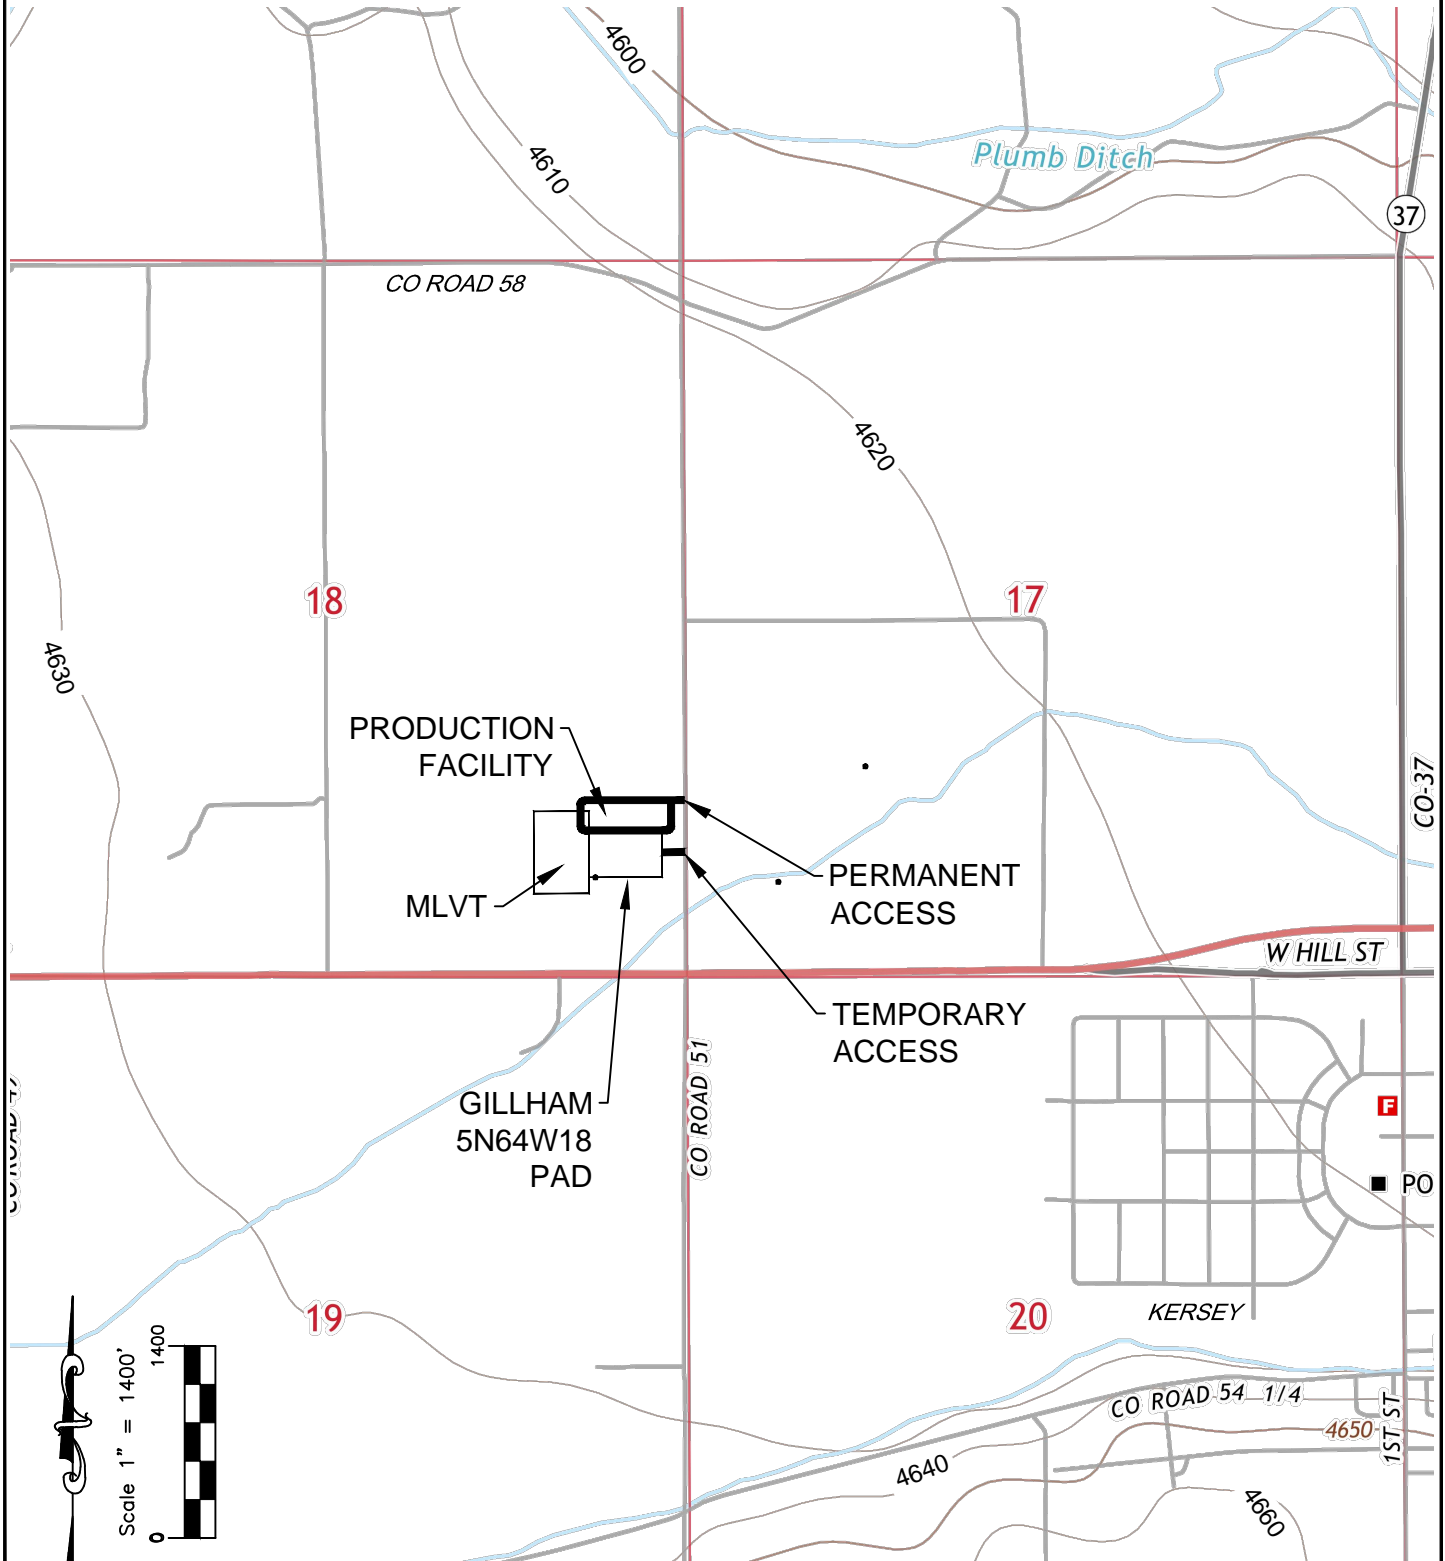 4600
4610
Plumb Ditch
37
CO ROAD 58
4620
18
17
4630
PRODUCTION
FACILITY
CO-37
MLVT
PERMANENT
ACCESS
W HILL ST
TEMPORARY
ACCESS
CO ROAD 51
GILLHAM
5N64W18
PAD
F
PO
19
20
KERSEY
1400
Scale 1" = 1400'
0
CO ROAD 54 1/4
1ST ST
4650
4640
4660